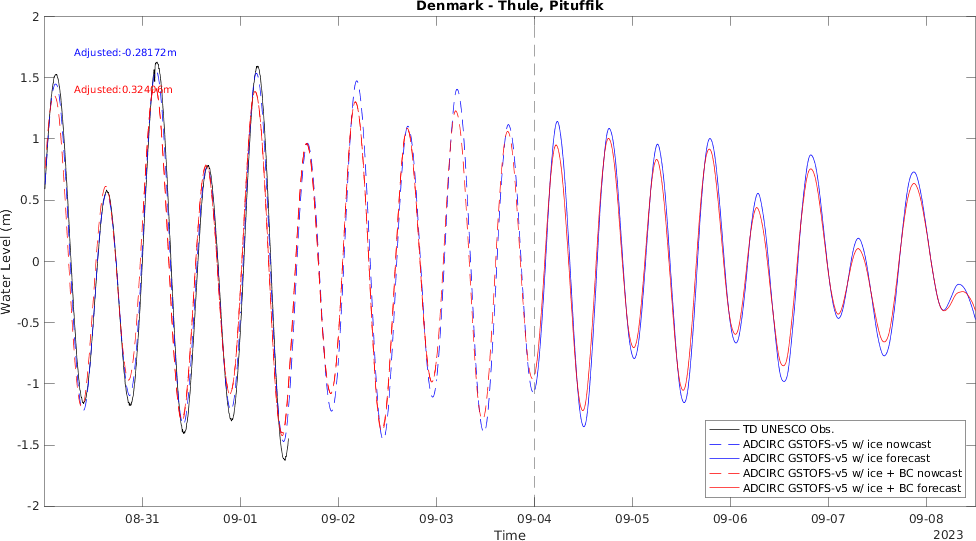 Denmark - Thule, Pituffik
2
1.5
1
0.5
0
-0.5
-1
-1.5
-2
Water Level (m)
Adjusted:-0.28172m
Adjusted:0.32406m
TD UNESCO Obs.
ADCIRC GSTOFS-v5 w/ ice nowcast
ADCIRC GSTOFS-v5 w/ ice forecast
ADCIRC GSTOFS-v5 w/ ice + BC nowcast
ADCIRC GSTOFS-v5 w/ ice + BC forecast
08-31 09-01 09-02 09-03 09-04 09-05 09-06 09-07 09-08
Time
2023